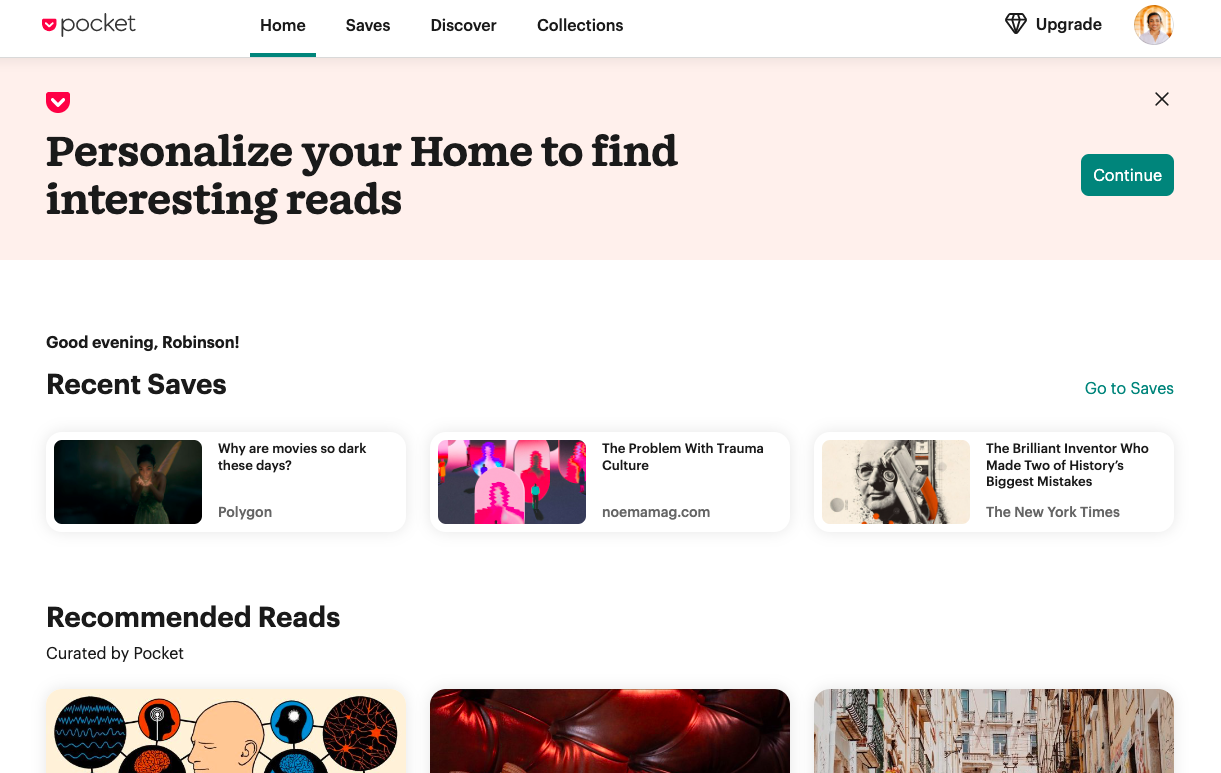 pocket
Home
Saves
Discover
Collections
Upgrade
Personalize your Home to find
interesting reads
Continue
Good evening, Robinson!
Recent Saves
Go to Saves
Why are movies so dark
these days?
Polygon
The Problem With Trauma
Culture
noemamag.com
The Brilliant Inventor Who
Made Two of History’s
Biggest Mistakes
The New York Times
Recommended Reads
Curated by Pocket